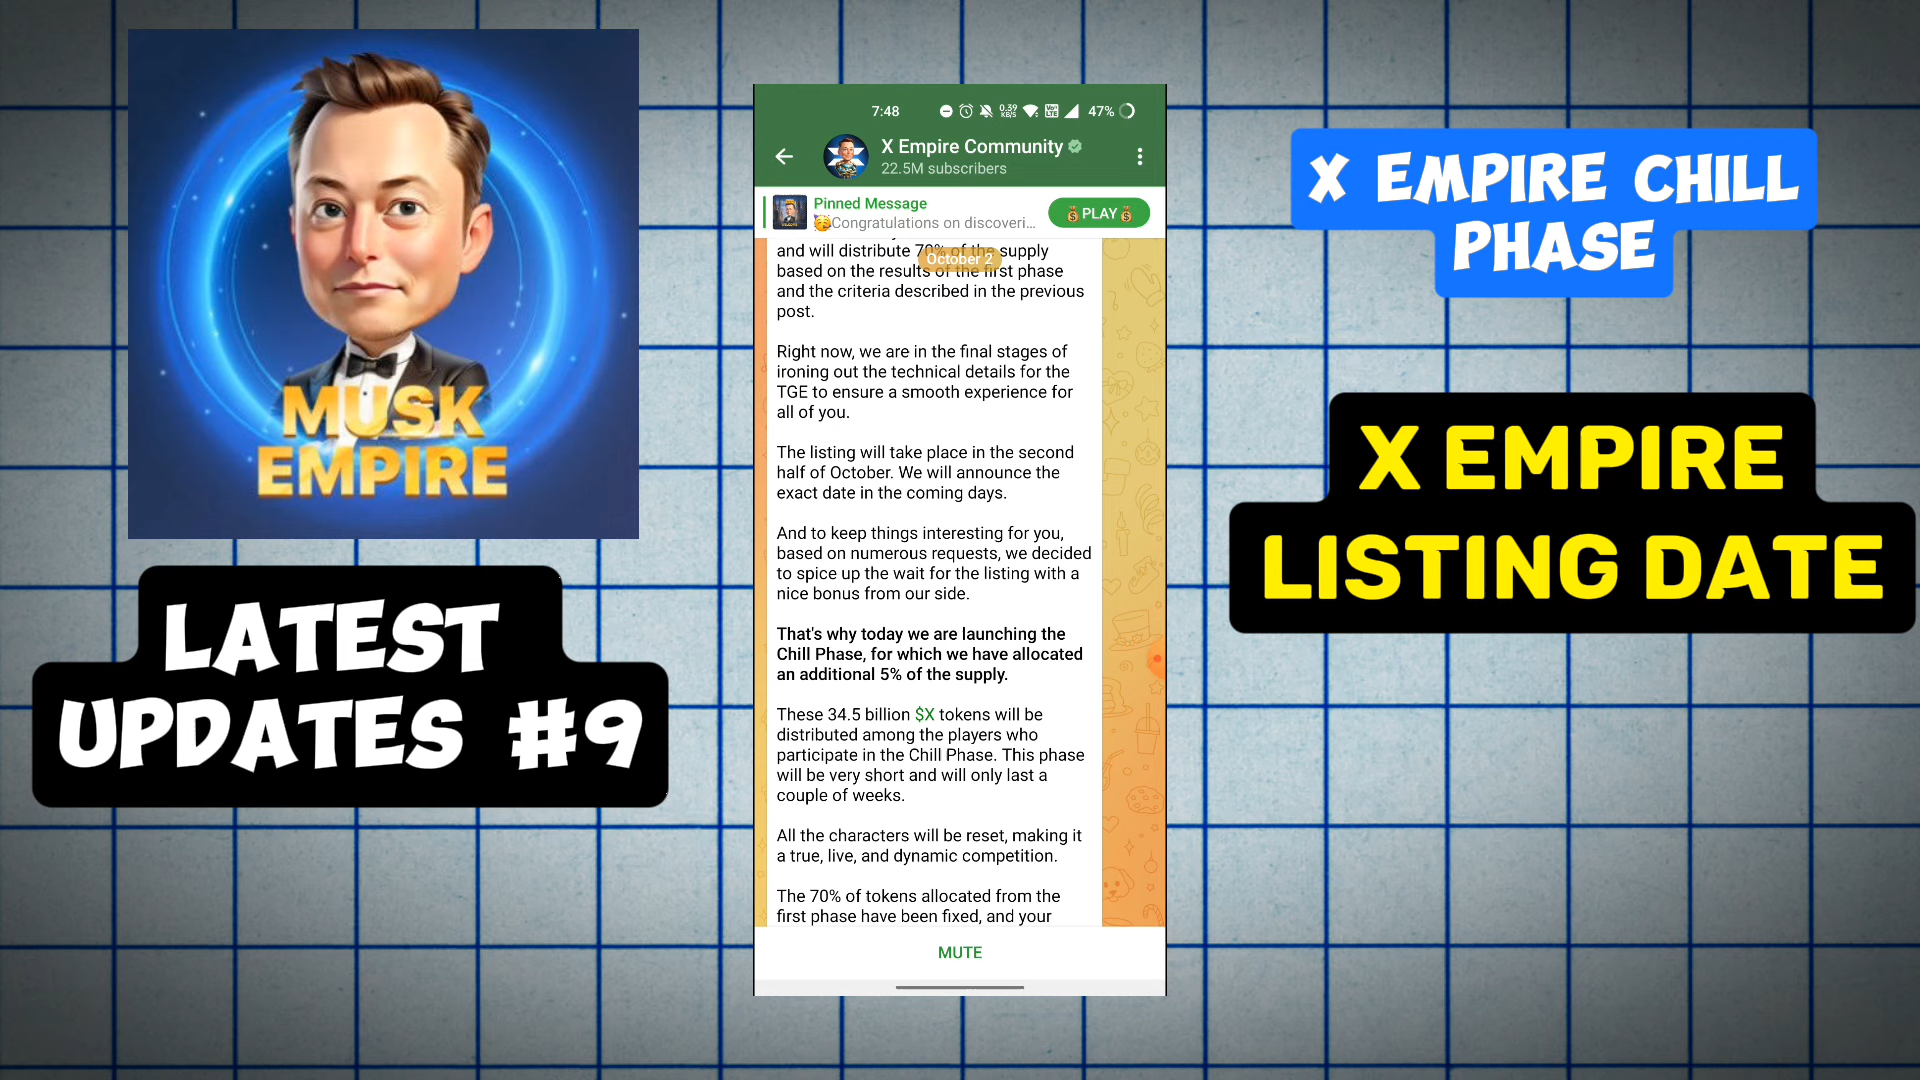 MUSK
EMPIRE
LATEST
UPDATES #9
7:48
0.39
KB/S
47%
X Empire Community
22.5M subscribers
Pinned Message
🥳Congratulations on discoveri...
💰PLAY💰
October 2
and will distribute 70% of the supply
based on the results of the first phase
and the criteria described in the previous
post.
Right now, we are in the final stages of
ironing out the technical details for the
TGE to ensure a smooth experience for
all of you.
The listing will take place in the second
half of October. We will announce the
exact date in the coming days.
And to keep things interesting for you,
based on numerous requests, we decided
to spice up the wait for the listing with a
nice bonus from our side.
That's why today we are launching the
Chill Phase, for which we have allocated
an additional 5% of the supply.
These 34.5 billion $X tokens will be
distributed among the players who
participate in the Chill Phase. This phase
will be very short and will only last a
couple of weeks.
All the characters will be reset, making it
a true, live, and dynamic competition.
The 70% of tokens allocated from the
first phase have been fixed, and your
MUTE
X EMPIRE CHILL
PHASE
X EMPIRE
LISTING DATE